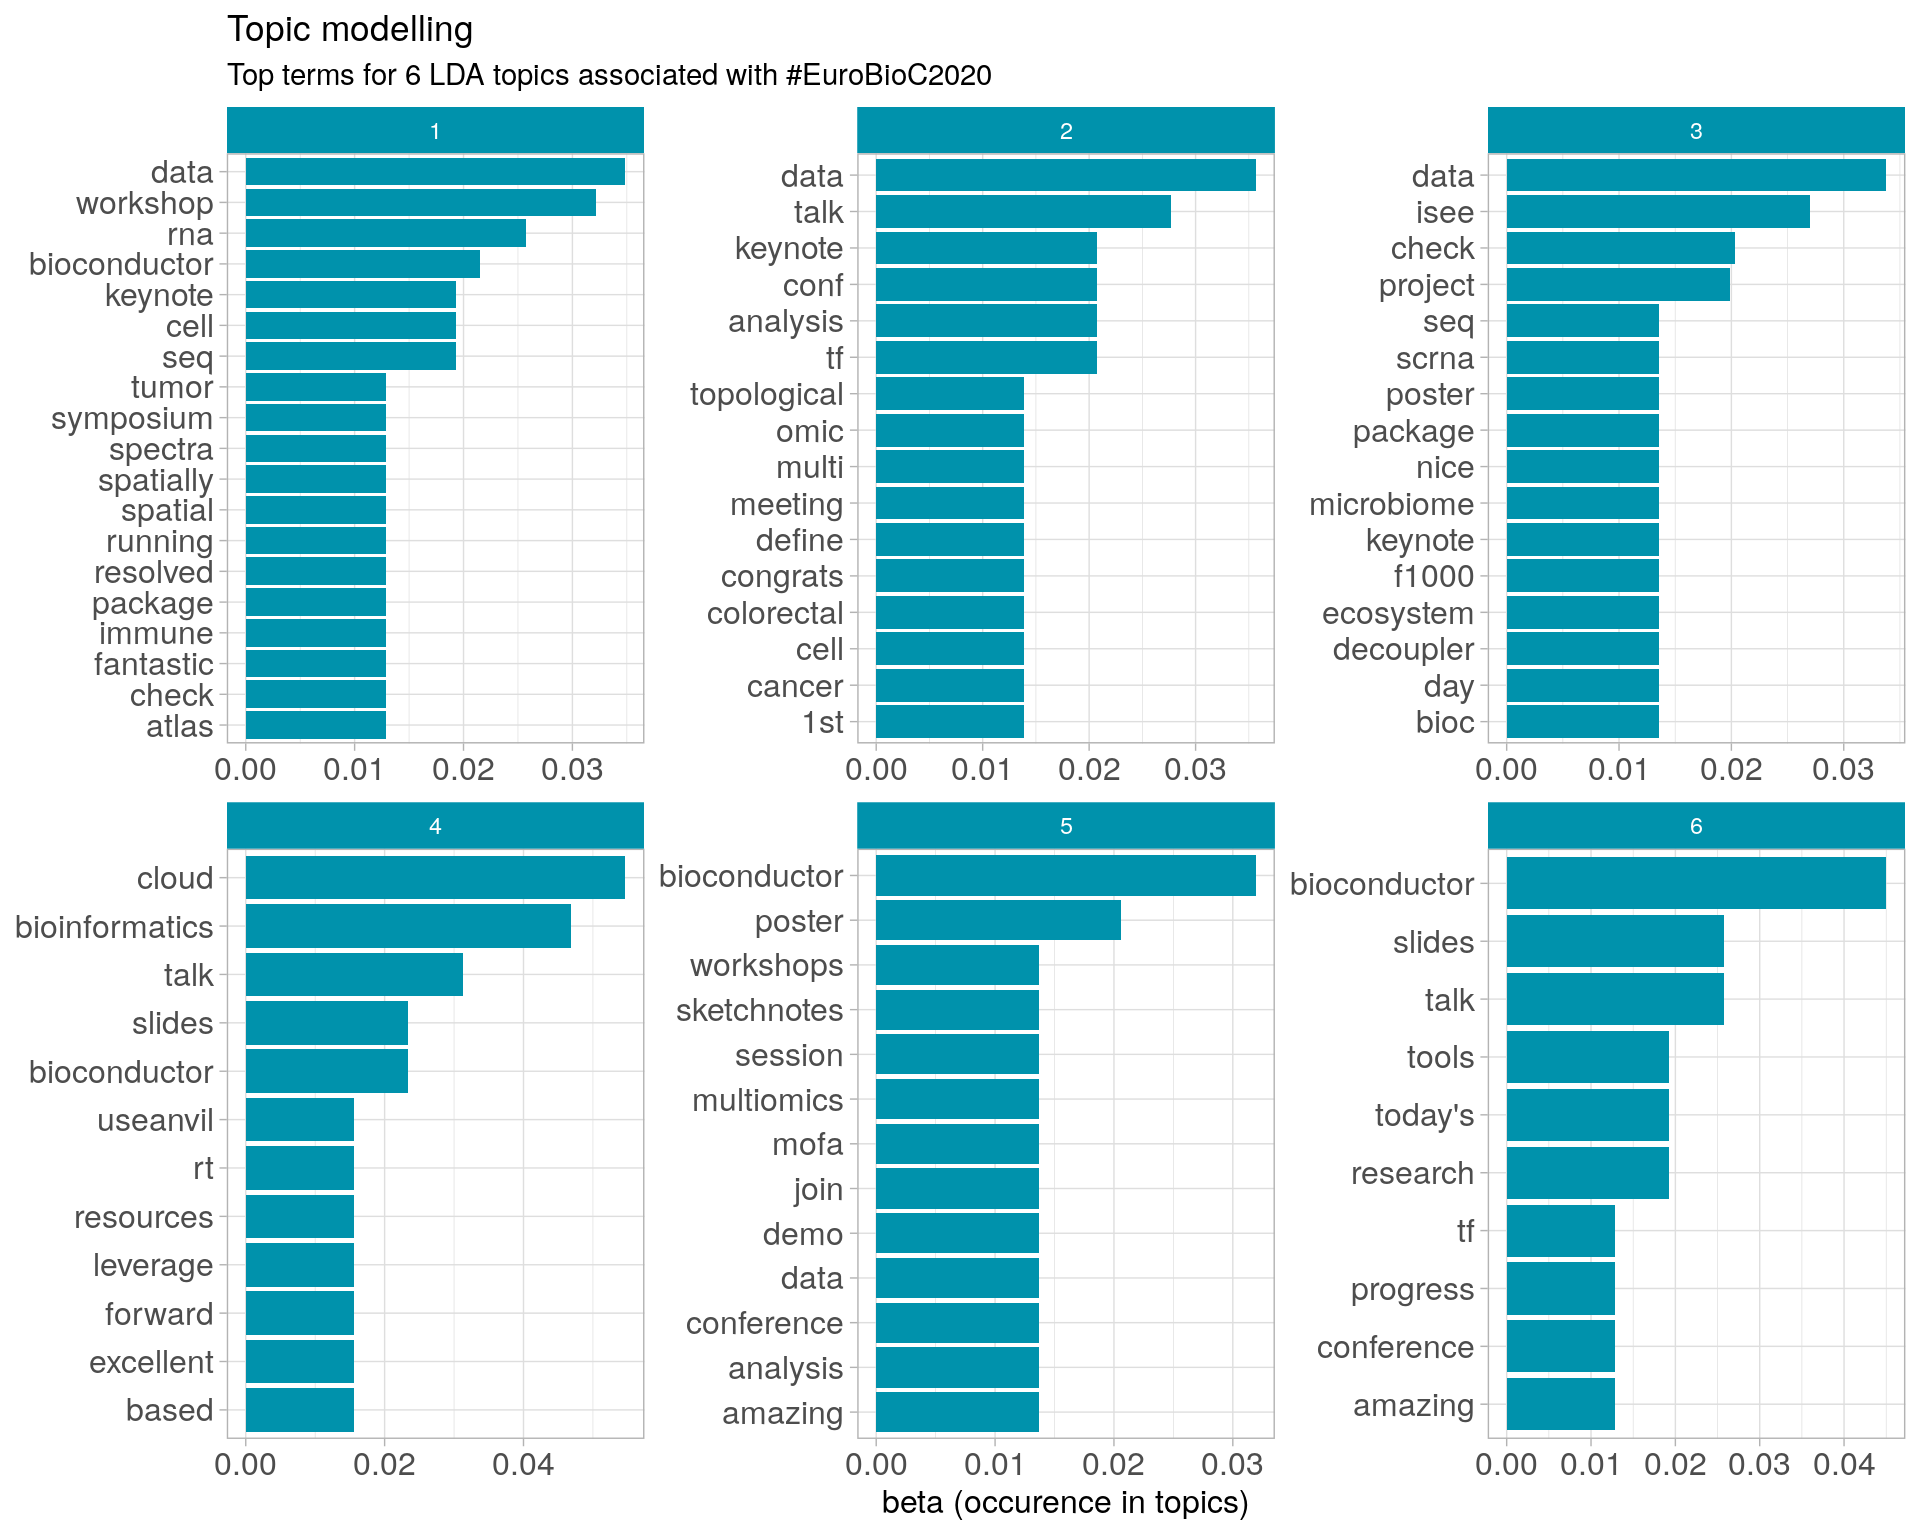 Topic modelling
Top terms for 6 LDA topics associated with #EuroBioC2020
1
data
workshop
rna
bioconductor
keynote
cell
seq
tumor
symposium
spectra
spatially
spatial
running
resolved
package
immune
fantastic
check
atlas
0.00 0.01 0.02 0.03
2
data
talk
keynote
conf
analysis
tf
topological
omic
multi
meeting
define
congrats
colorectal
cell
cancer
1st
0.00 0.01 0.02 0.03
3
data
isee
check
project
seq
scrna
poster
package
nice
microbiome
keynote
f1000
ecosystem
decoupler
day
bioc
0.00 0.01 0.02 0.03
4
cloud
bioinformatics
talk
slides
bioconductor
useanvil
rt
resources
leverage
forward
excellent
based
0.00 0.02 0.04
5
bioconductor
poster
workshops
sketchnotes
session
multiomics
mofa
join
demo
data
conference
analysis
amazing
0.00 0.01 0.02 0.03
6
bioconductor
slides
talk
tools
today's
research
tf
progress
conference
amazing
0.00 0.01 0.02 0.03 0.04
beta (occurence in topics)